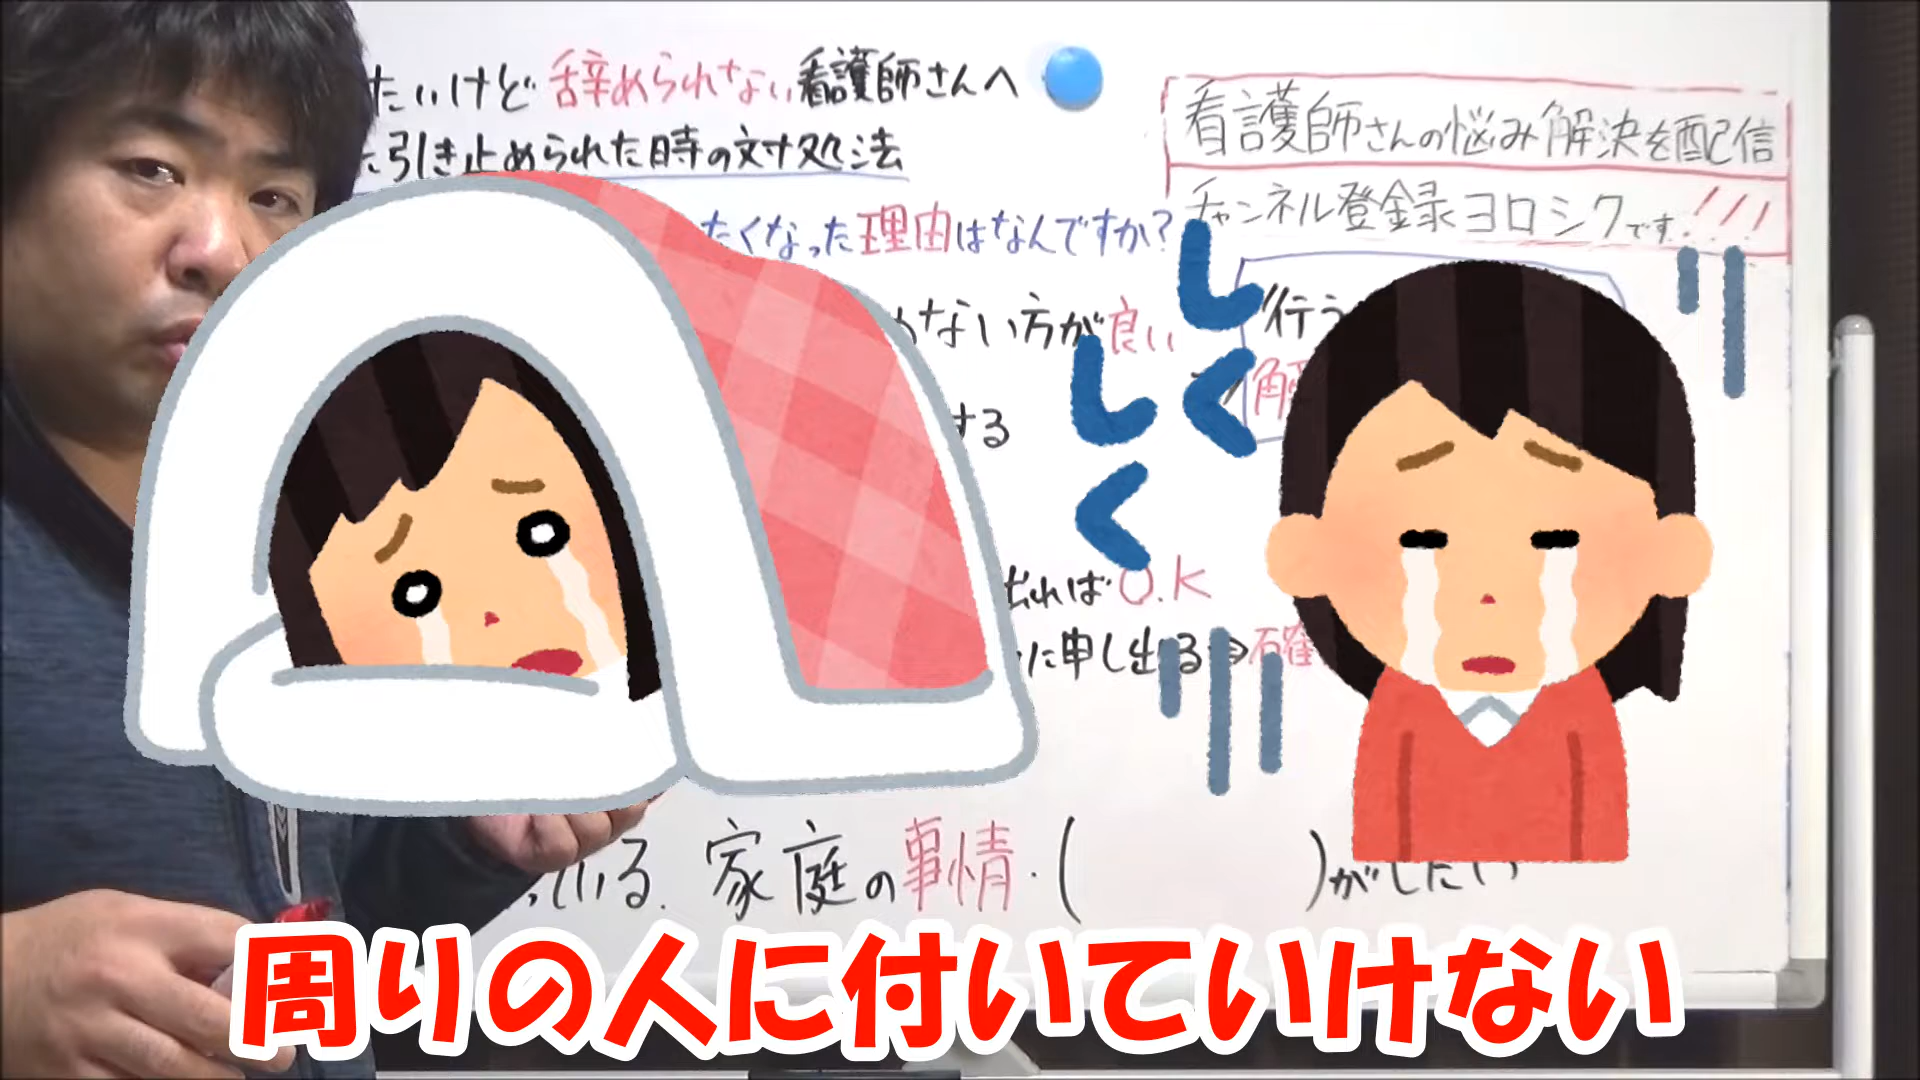 たいけど辞められない看護師さんへ
た引き止められた時の対処法
看護師さんの悩み解決を配信
チャンネル登録ヨロシクです!!!
たくなった理由はなんですか?
ない方が良い
行う
する
しくしく
れば O.K
に申し出る⇒確
いる. 家庭の事情・( )がしたい
周りの人に付いていけない